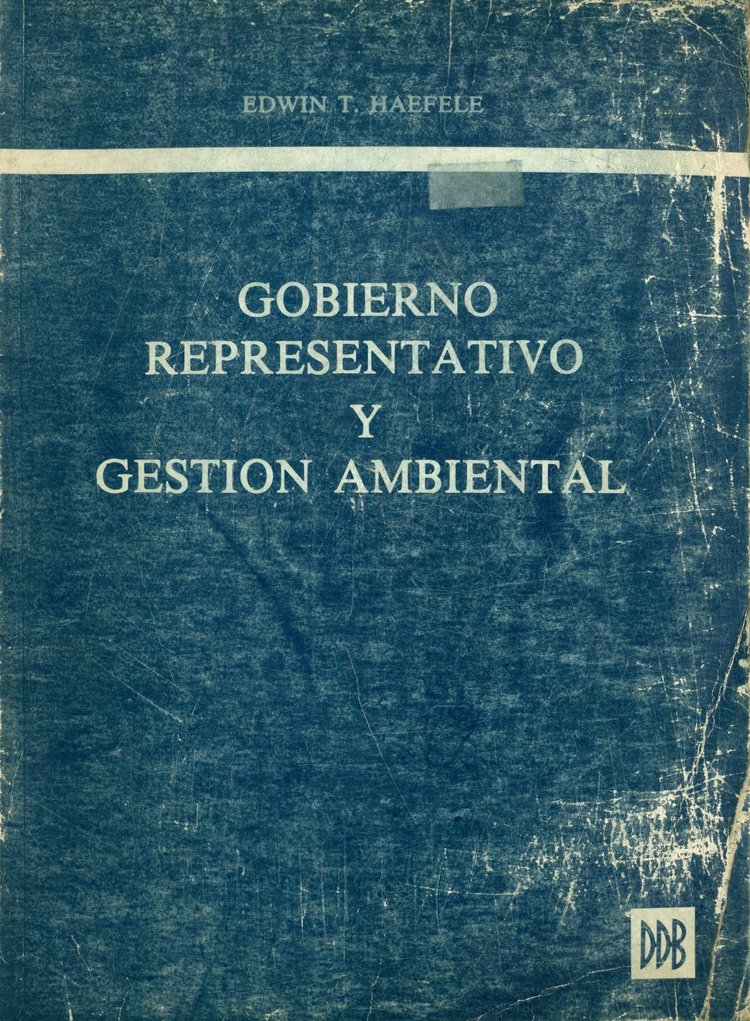 EDWIN T. HAEFELE
GOBIERNO
REPRESENTATIVO
Y
GESTION AMBIENTAL
DDB